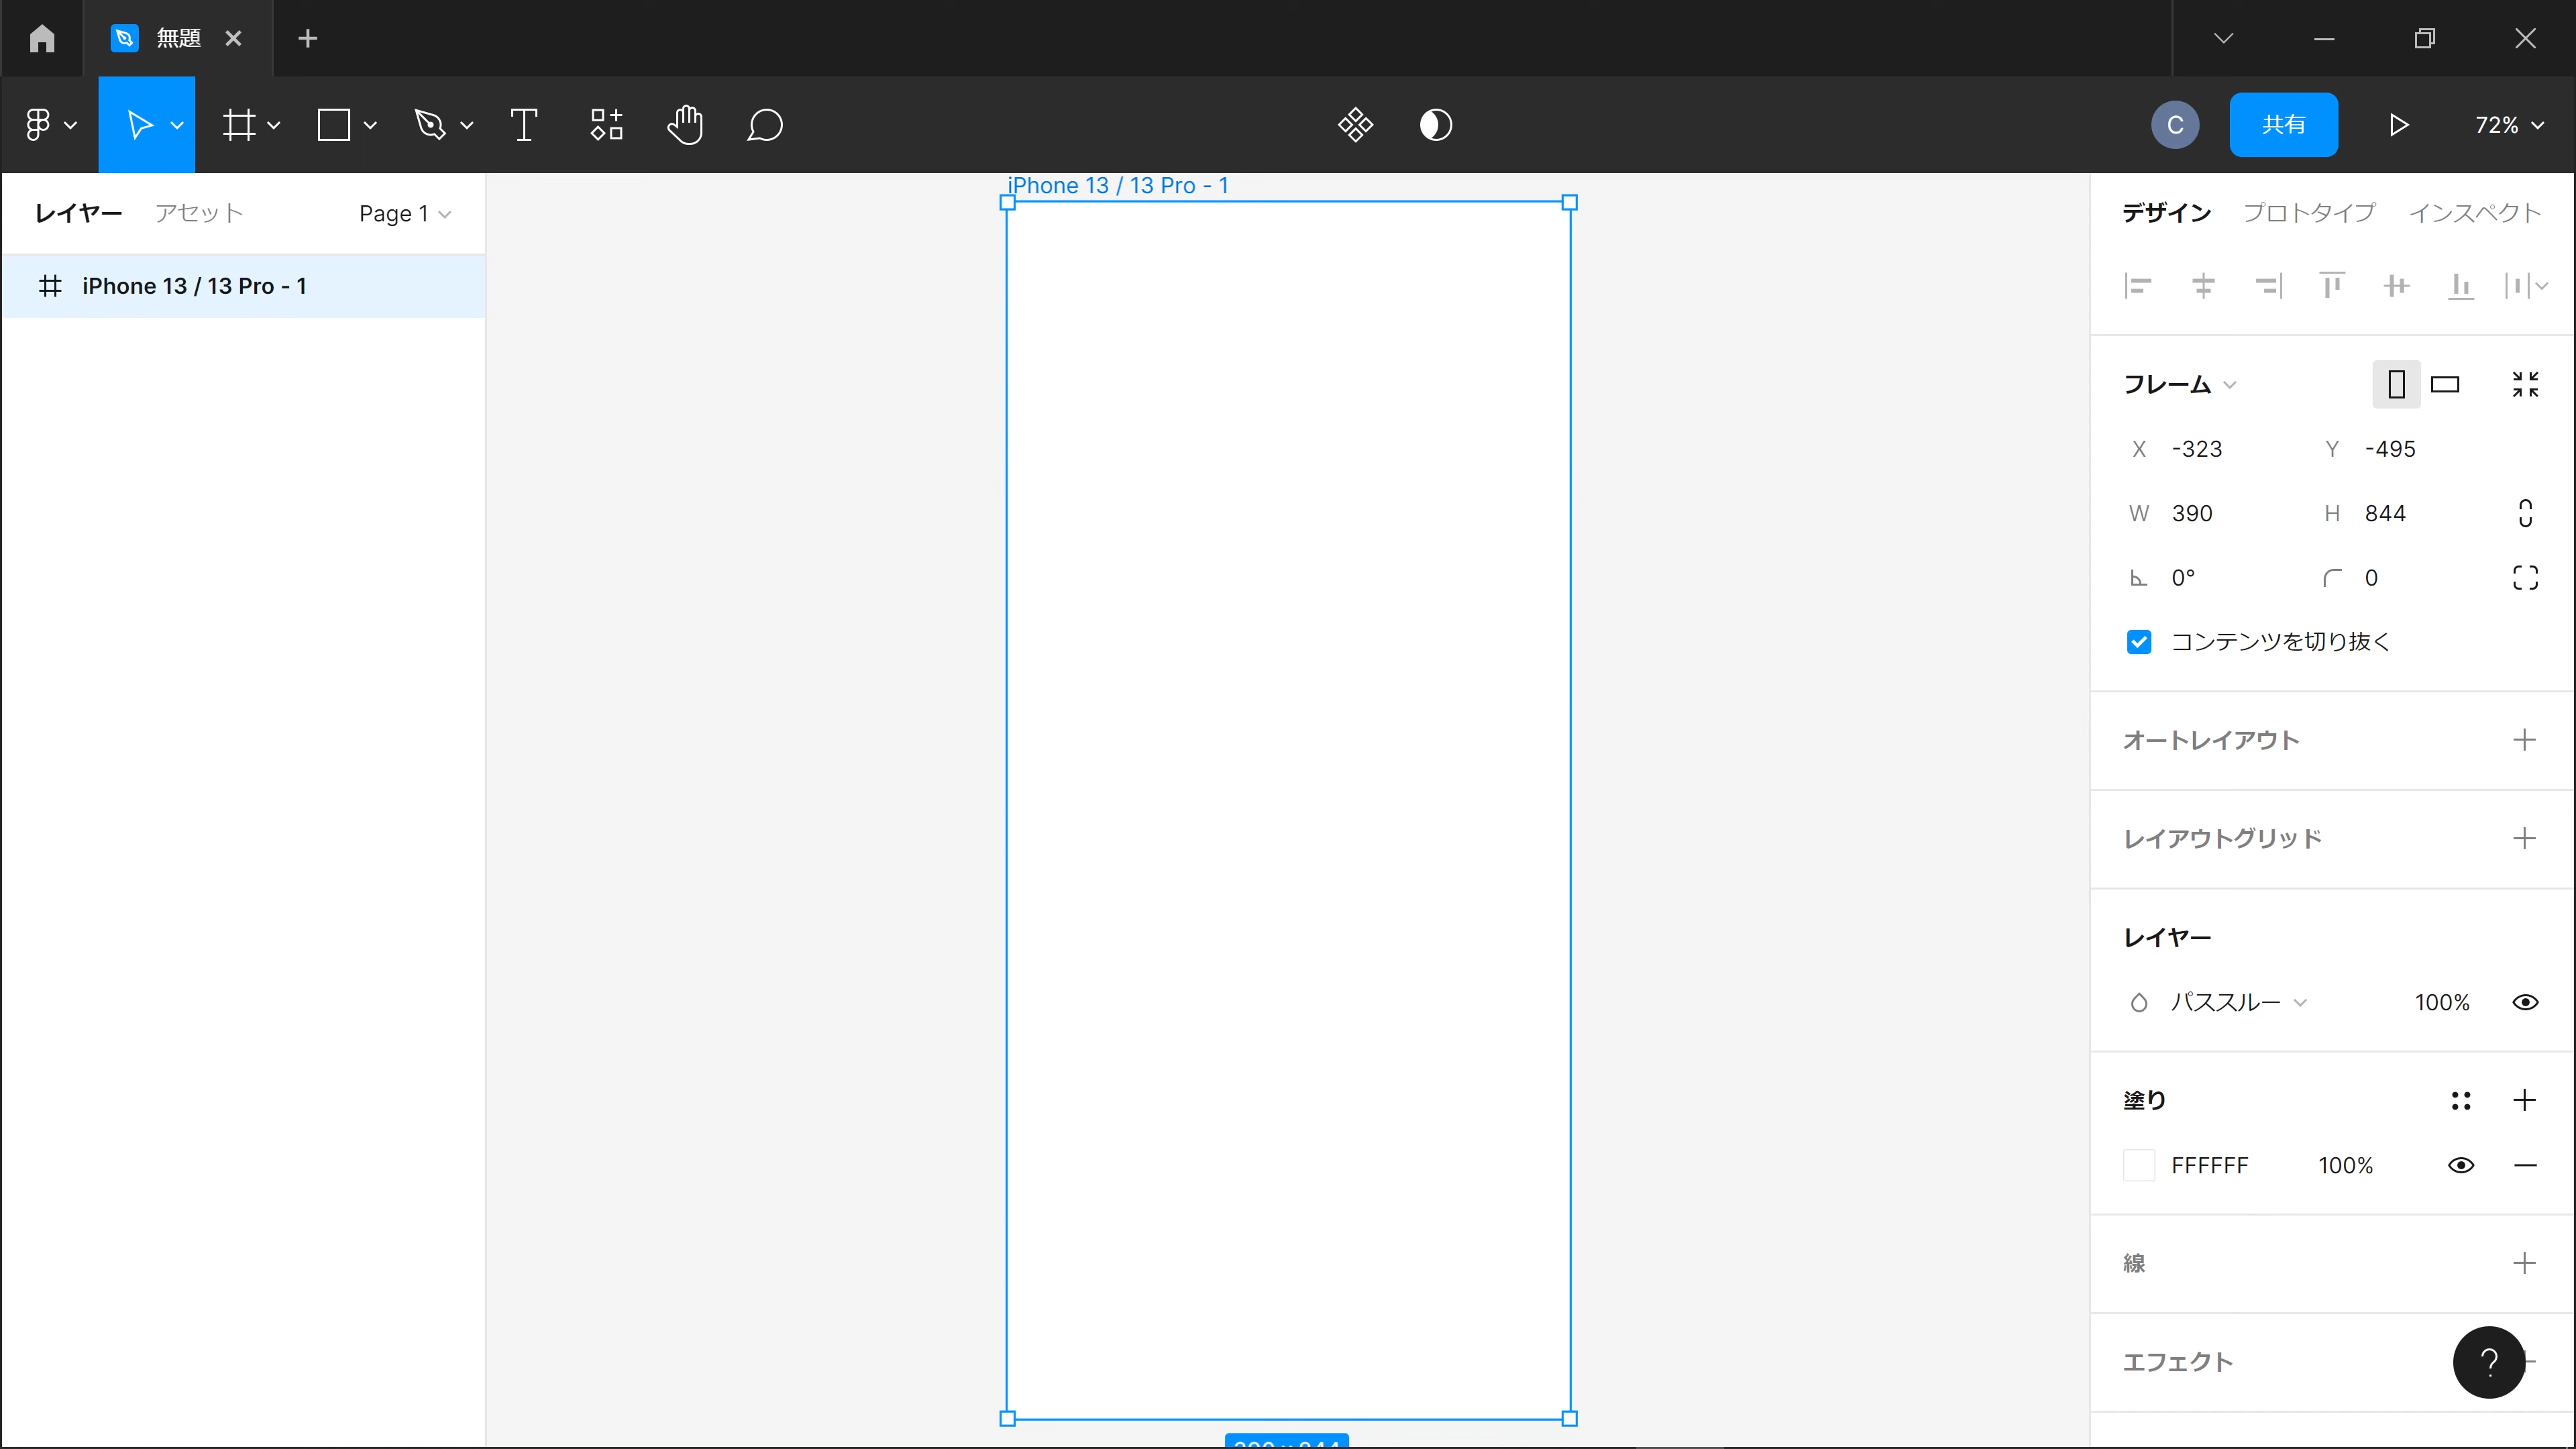 無題
C
共有
72%
レイヤー アセット Page 1
iPhone 13 / 13 Pro - 1
iPhone 13 / 13 Pro - 1
デザイン プロトタイプ インスペクト
フレーム
X -323 Y -495
W 390 H 844
0° 0
コンテンツを切り抜く
オートレイアウト
レイアウトグリッド
レイヤー
パススルー 100%
塗り
FFFFFF 100%
線
エフェクト
?